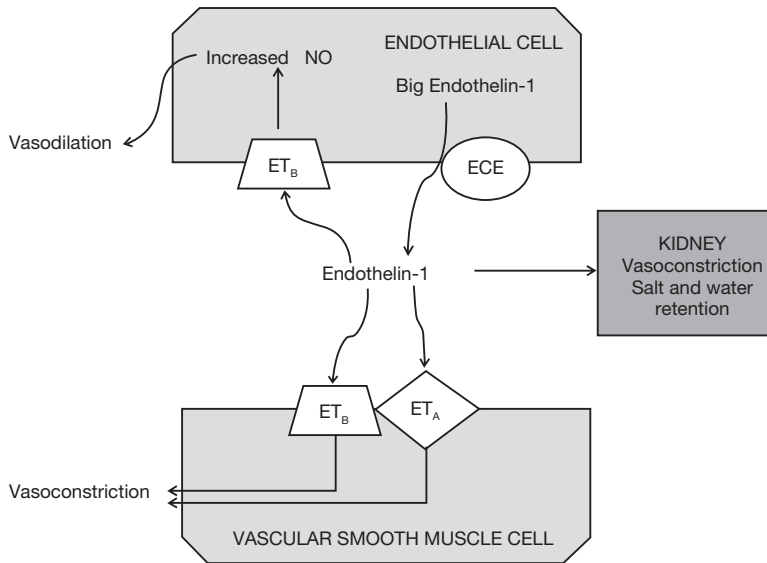 ENDOTHELIAL CELL
Increased NO
Big Endothelin-1
Vasodilation
ET_B
ECE
KIDNEY
Vasoconstriction
Salt and water
retention
Endothelin-1
ET_B
ET_A
Vasoconstriction
VASCULAR SMOOTH MUSCLE CELL